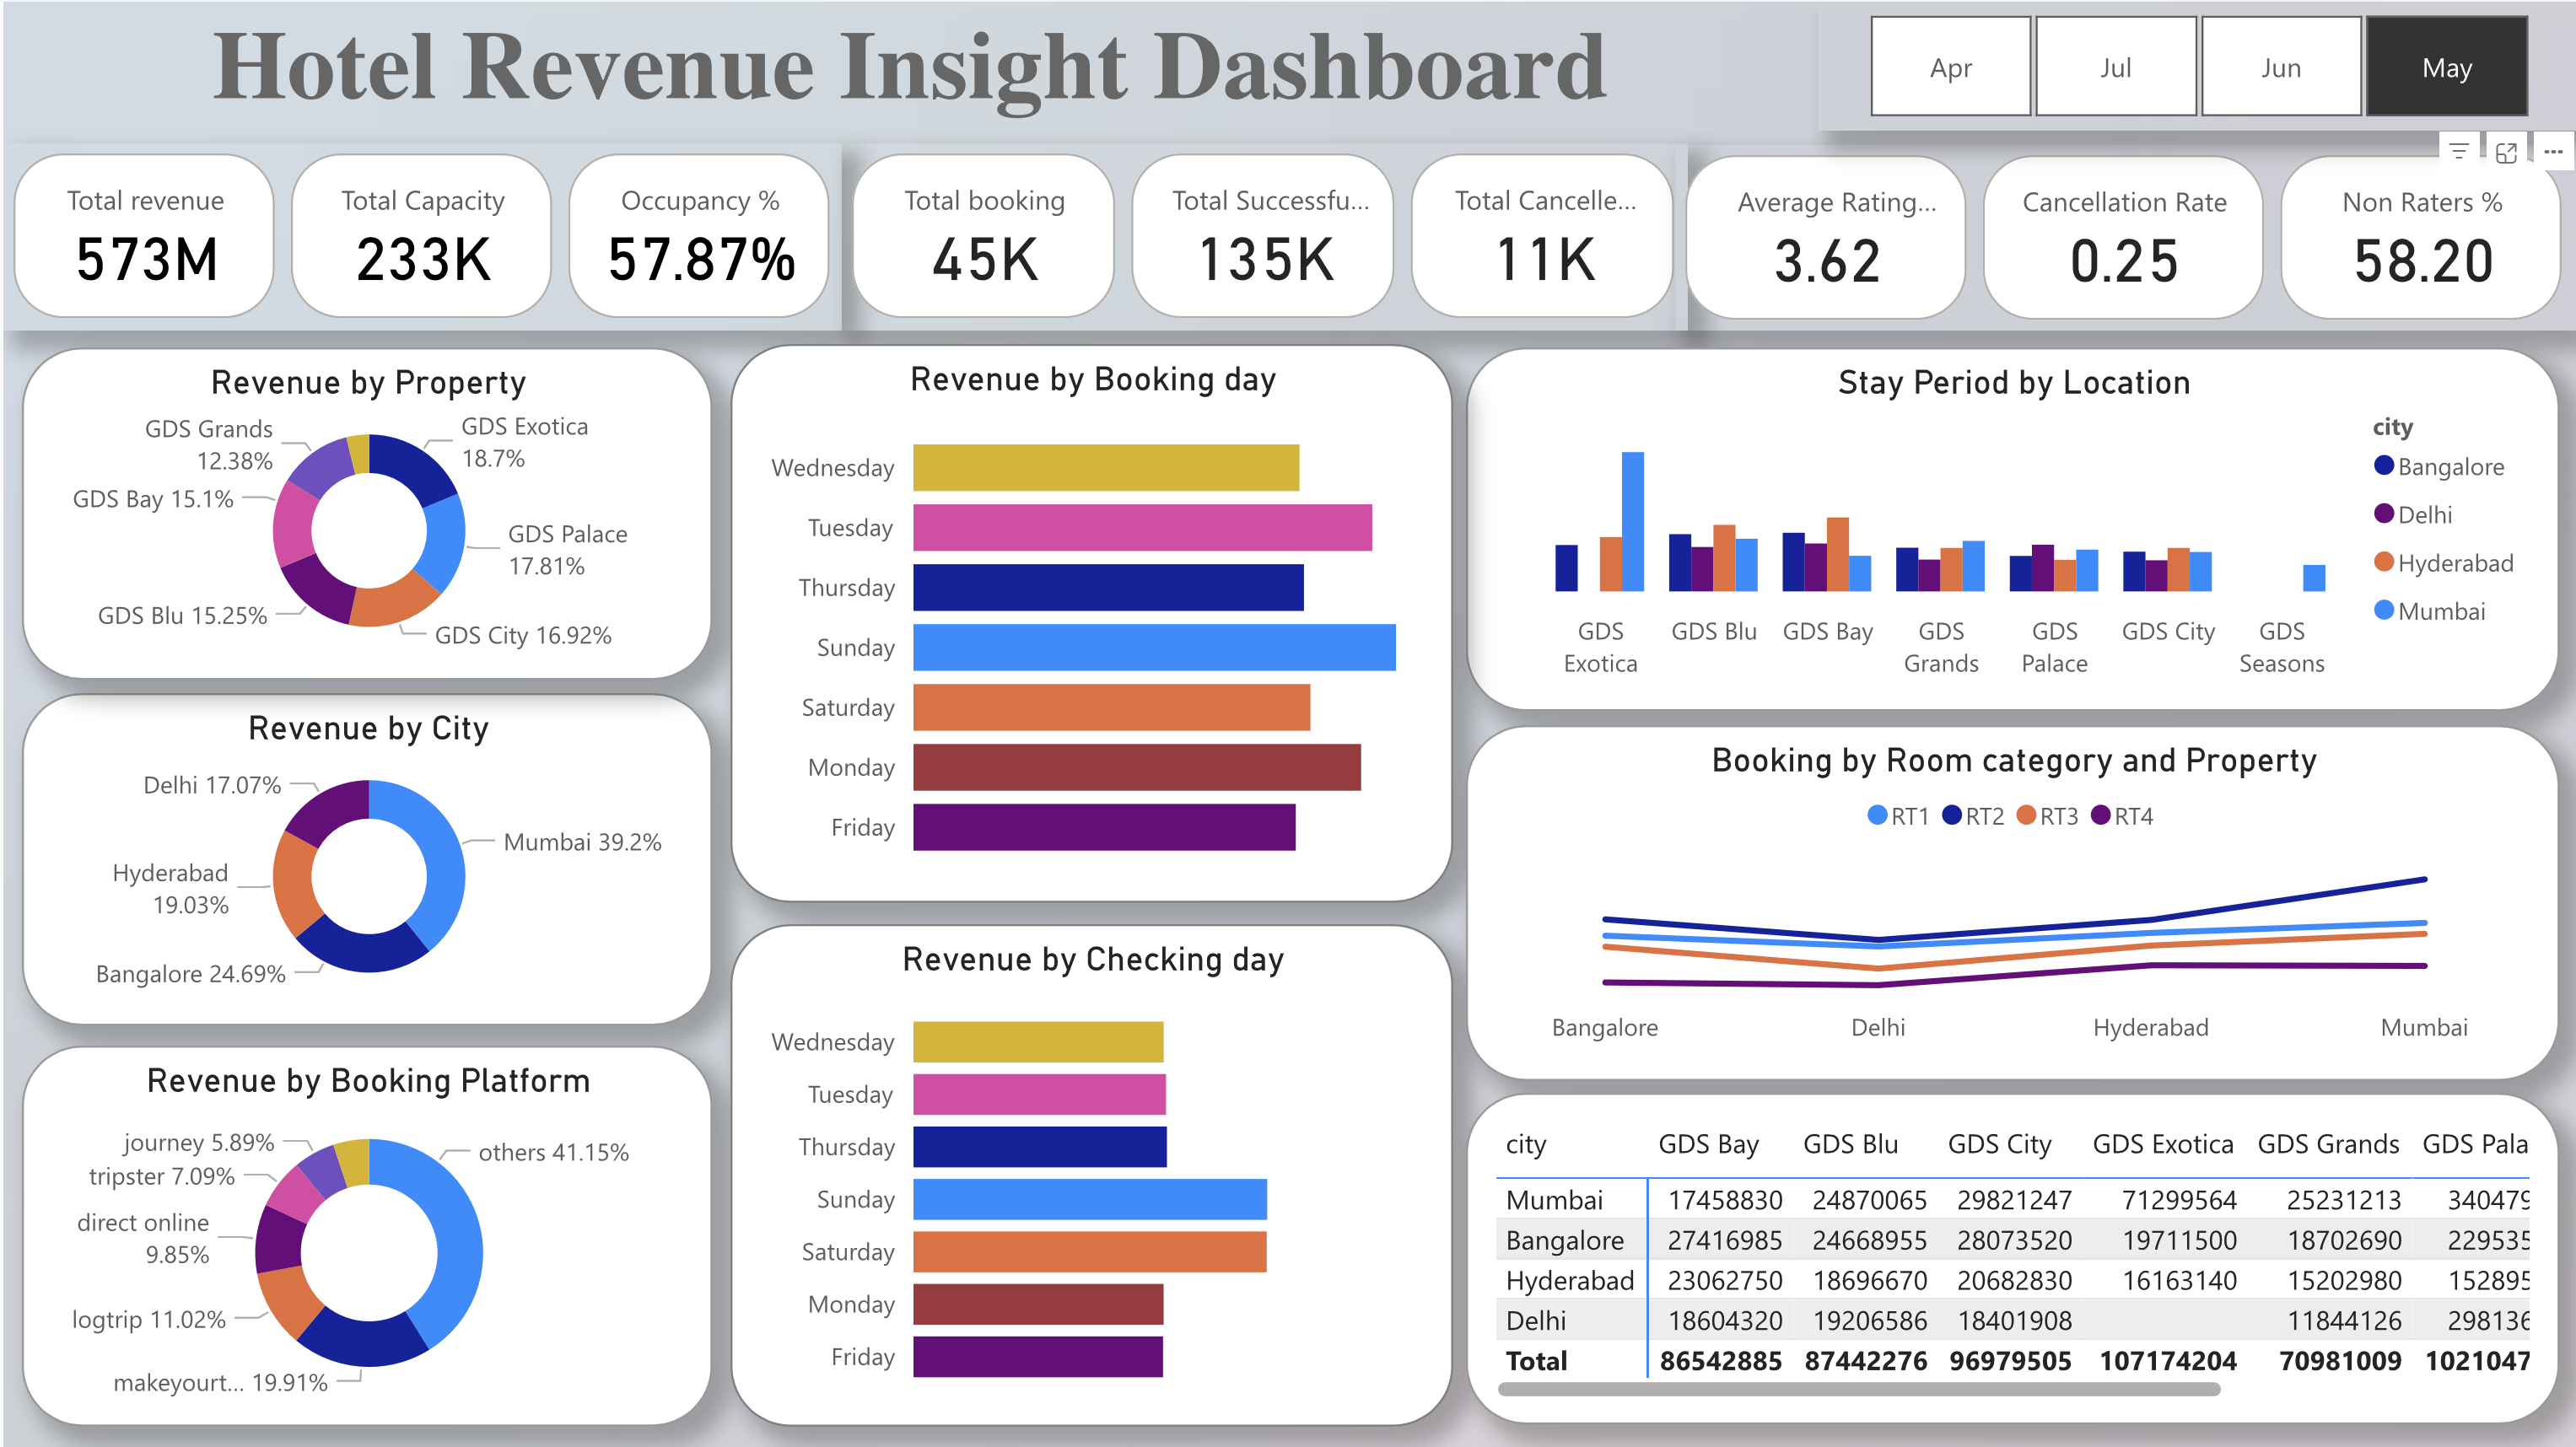 Hotel Revenue Insight Dashboard
Apr
Jul
Jun
May
Total revenue
573M
Total Capacity
233K
Occupancy %
57.87%
Total booking
45K
Total Successfu...
135K
Total Cancelle...
11K
Average Rating...
3.62
Cancellation Rate
0.25
Non Raters %
58.20
Revenue by Property
GDS Grands
12.38%
GDS Exotica
18.7%
GDS Bay 15.1%
GDS Palace
17.81%
GDS Blu 15.25%
GDS City 16.92%
Revenue by City
Delhi 17.07%
Mumbai 39.2%
Hyderabad
19.03%
Bangalore 24.69%
Revenue by Booking Platform
journey 5.89%
others 41.15%
tripster 7.09%
direct online
9.85%
logtrip 11.02%
makeyourt... 19.91%
Revenue by Booking day
Wednesday
Tuesday
Thursday
Sunday
Saturday
Monday
Friday
Revenue by Checking day
Wednesday
Tuesday
Thursday
Sunday
Saturday
Monday
Friday
Stay Period by Location
city
Bangalore
Delhi
Hyderabad
Mumbai
GDS
Exotica
GDS Blu
GDS Bay
GDS
Grands
GDS
Palace
GDS City
GDS
Seasons
Booking by Room category and Property
RT1 RT2 RT3 RT4
Bangalore Delhi Hyderabad Mumbai
city GDS Bay GDS Blu GDS City GDS Exotica GDS Grands GDS Pala
Mumbai 17458830 24870065 29821247 71299564 25231213 340479
Bangalore 27416985 24668955 28073520 19711500 18702690 229535
Hyderabad 23062750 18696670 20682830 16163140 15202980 152895
Delhi 18604320 19206586 18401908 11844126 298136
Total 86542885 87442276 96979505 107174204 70981009 1021047